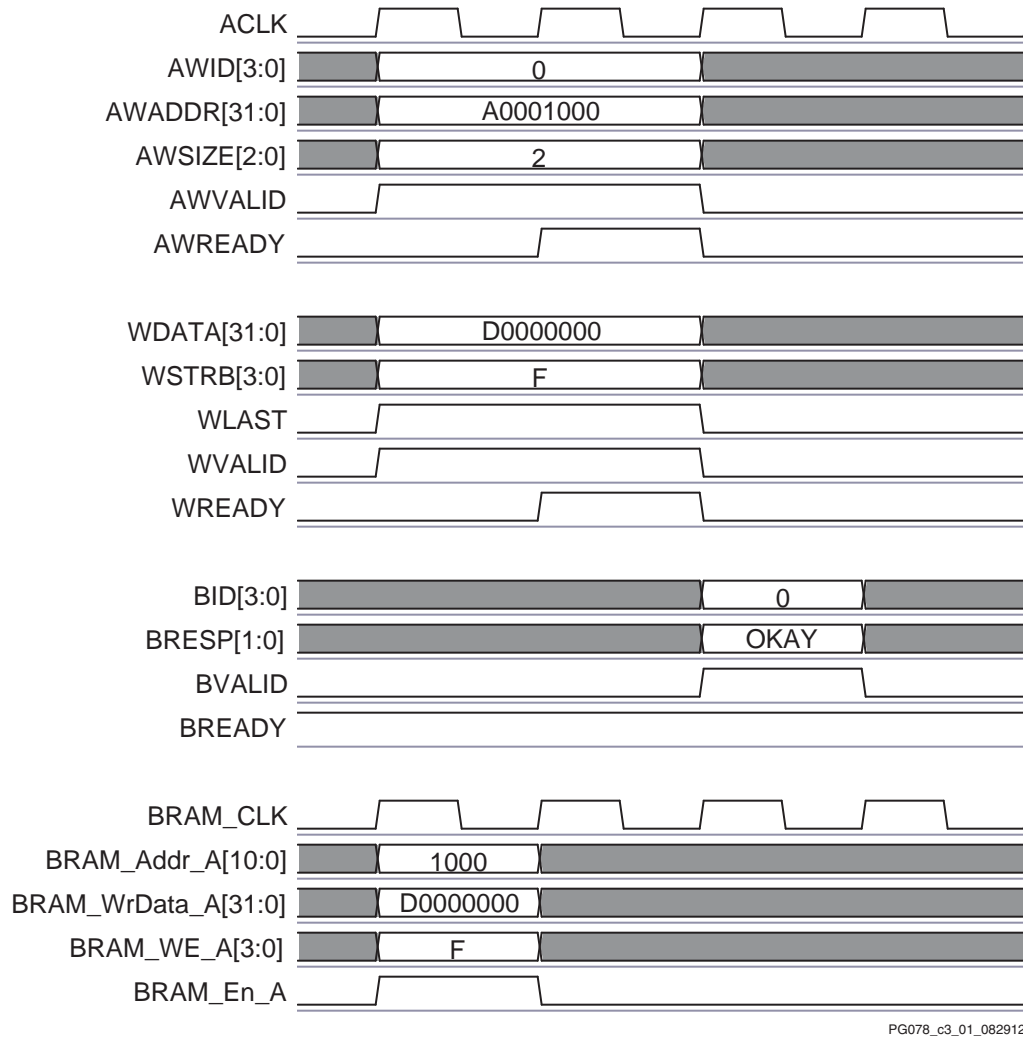 ACLK
AWID[3:0] 0
AWADDR[31:0] A0001000
AWSIZE[2:0] 2
AWVALID
AWREADY
WDATA[31:0] D0000000
WSTRB[3:0] F
WLAST
WVALID
WREADY
BID[3:0] 0
BRESP[1:0] OKAY
BVALID
BREADY
BRAM_CLK
BRAM_Addr_A[10:0] 1000
BRAM_WrData_A[31:0] D0000000
BRAM_WE_A[3:0] F
BRAM_En_A
PG078_c3_01_082912